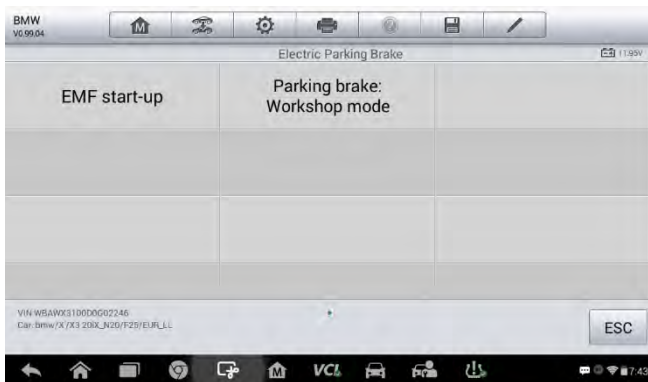 BMW
V0.99.04
Electric Parking Brake
11.95V
EMF start-up
Parking brake:
Workshop mode
VIN WBAWX3100D0G02246
Car: bmw/X/X3 20iX_N20/F25/EUR_LL
ESC
VCI
7:43